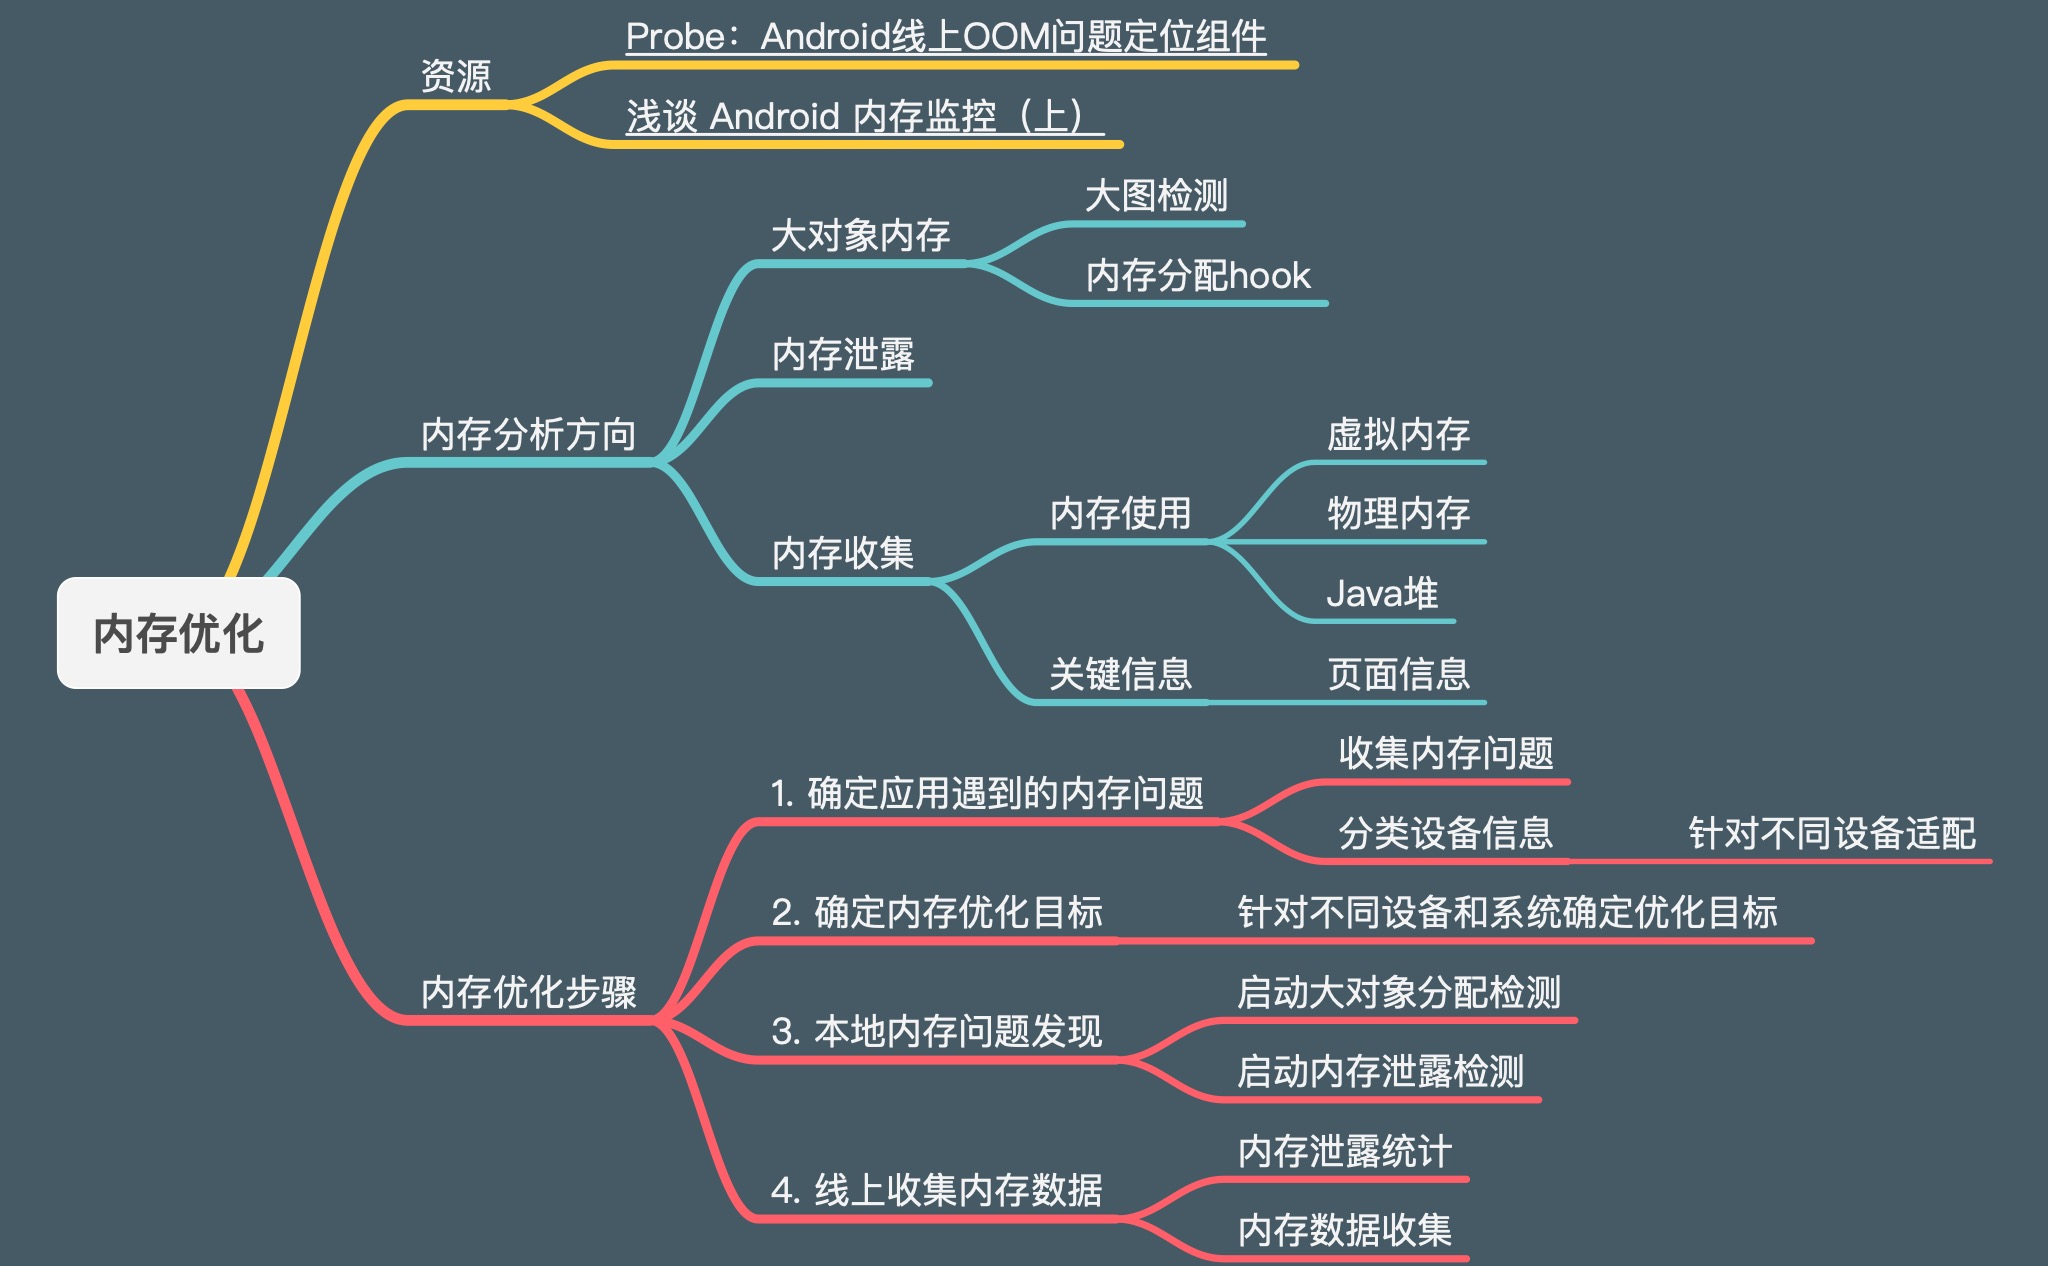 Probe：Android线上OOM问题定位组件
资源
浅谈 Android 内存监控（上）
大图检测
大对象内存
内存分配hook
内存泄露
内存分析方向
虚拟内存
内存使用
物理内存
内存收集
Java堆
关键信息
页面信息
内存优化
收集内存问题
1. 确定应用遇到的内存问题
分类设备信息
针对不同设备适配
2. 确定内存优化目标
针对不同设备和系统确定优化目标
内存优化步骤
启动大对象分配检测
3. 本地内存问题发现
启动内存泄露检测
内存泄露统计
4. 线上收集内存数据
内存数据收集